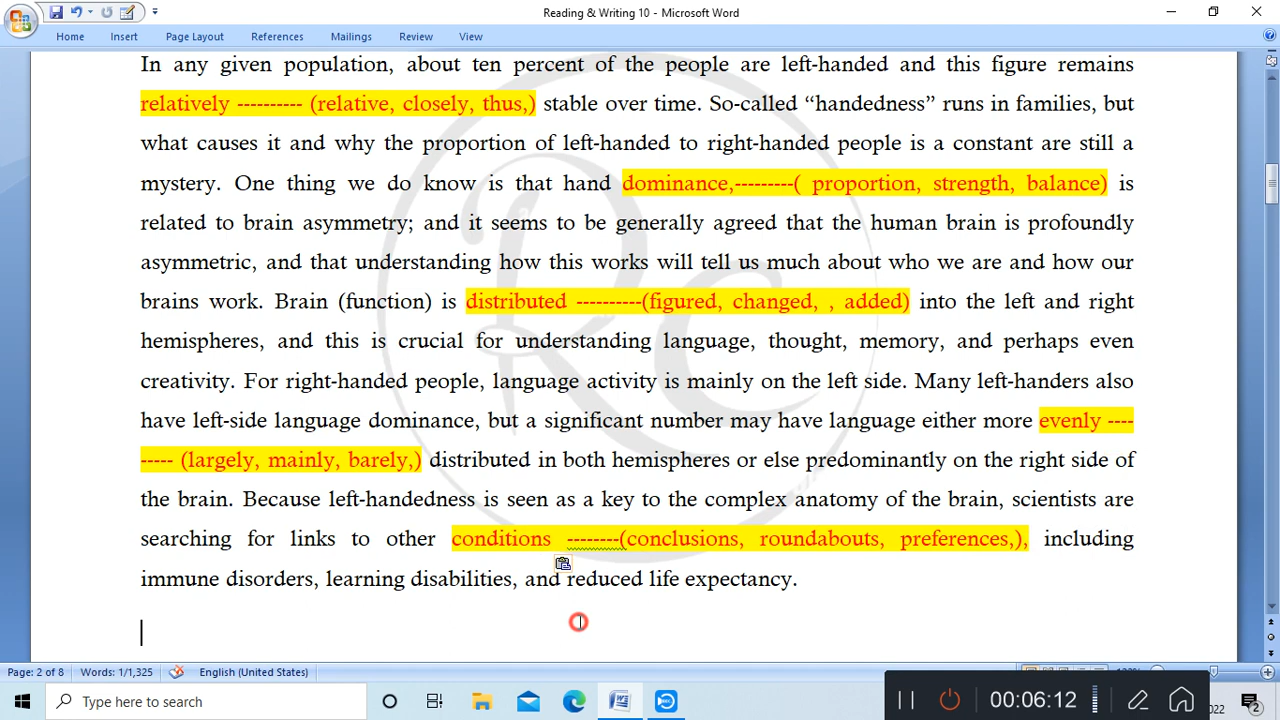 Reading & Writing 10 - Microsoft Word
Home Insert Page Layout References Mailings Review View
In any given population, about ten percent of the people are left-handed and this figure remains
relatively ---------- (relative, closely, thus,) stable over time. So-called “handedness” runs in families, but
what causes it and why the proportion of left-handed to right-handed people is a constant are still a
mystery. One thing we do know is that hand dominance,---------( proportion, strength, balance) is
related to brain asymmetry; and it seems to be generally agreed that the human brain is profoundly
asymmetric, and that understanding how this works will tell us much about who we are and how our
brains work. Brain (function) is distributed ----------(figured, changed, , added) into the left and right
hemispheres, and this is crucial for understanding language, thought, memory, and perhaps even
creativity. For right-handed people, language activity is mainly on the left side. Many left-handers also
have left-side language dominance, but a significant number may have language either more evenly ----
----- (largely, mainly, barely,) distributed in both hemispheres or else predominantly on the right side of
the brain. Because left-handedness is seen as a key to the complex anatomy of the brain, scientists are
searching for links to other conditions --------(conclusions, roundabouts, preferences,), including
immune disorders, learning disabilities, and reduced life expectancy.
Page: 2 of 8 Words: 1/1,325 English (United States)
Type here to search 00:06:12 2022 2